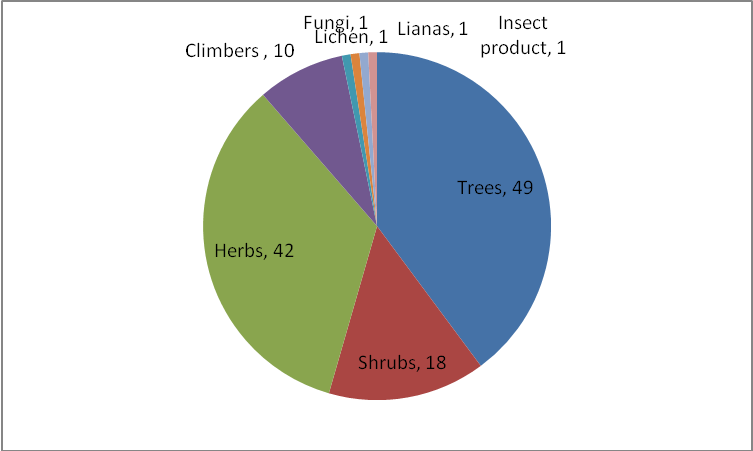 Fungi, 1
Lichen, 1
Lianas, 1
Insect
product, 1
Climbers , 10
Trees, 49
Herbs, 42
Shrubs, 18